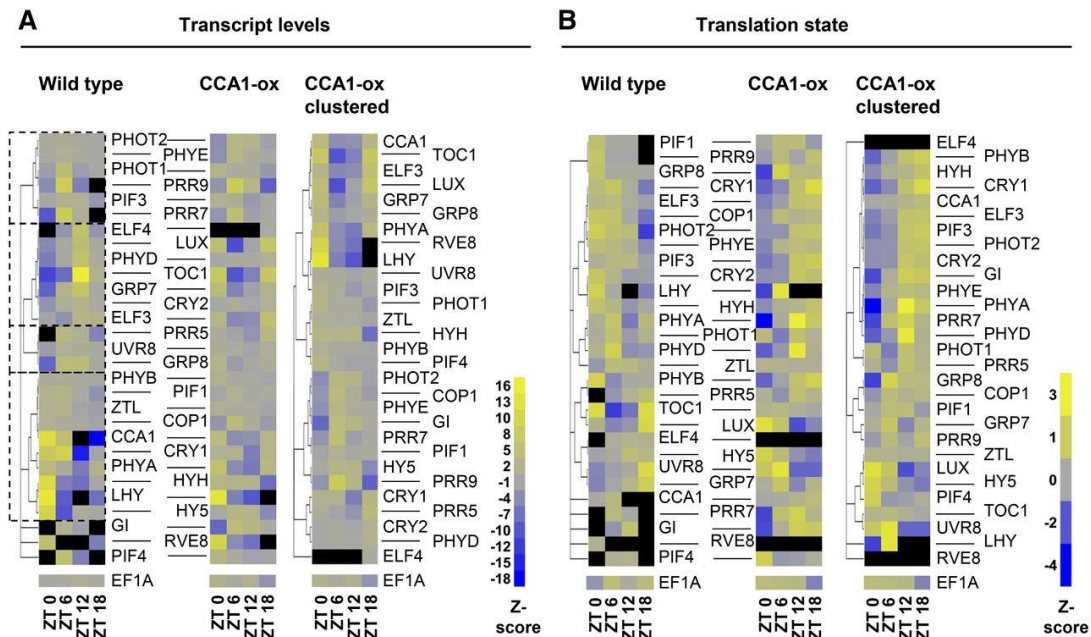 A
Transcript levels
Wild type
CCA1-ox
CCA1-ox
clustered
PHOT2
PHYE
PHOT1
PRR9
PIF3
PRR7
ELF4
LUX
PHYD
TOC1
GRP7
CRY2
ELF3
PRR5
UVR8
GRP8
PHYB
PIF1
ZTL
COP1
CCA1
CRY1
PHYA
HYH
LHY
HY5
GI
RVE8
PIF4
EF1A
CCA1
TOC1
ELF3
LUX
GRP7
GRP8
PHYA
RVE8
LHY
UVR8
PIF3
PHOT1
ZTL
HYH
PHYB
PIF4
PHOT2
COP1
PHYE
GI
PRR7
PIF1
HY5
PRR9
CRY1
PRR5
CRY2
PHYD
ELF4
ZT 0
ZT 6
ZT 12
ZT 18
ZT 0
ZT 6
ZT 12
ZT 18
ZT 0
ZT 6
ZT 12
ZT 18
16
13
10
8
5
2
-1
-4
-7
-10
-12
-15
-18
Z-
score
B
Translation state
Wild type
CCA1-ox
CCA1-ox
clustered
PIF1
PRR9
GRP8
CRY1
ELF3
COP1
PHOT2
PHYE
PIF3
CRY2
LHY
HYH
PHYA
PHOT1
PHYD
ZTL
PHYB
PRR5
TOC1
LUX
ELF4
HY5
UVR8
GRP7
CCA1
PRR7
GI
RVE8
PIF4
EF1A
ELF4
PHYB
HYH
CRY1
CCA1
ELF3
PIF3
PHOT2
CRY2
GI
PHYE
PHYA
PRR7
PHYD
PHOT1
PRR5
GRP8
COP1
PIF1
GRP7
PRR9
ZTL
LUX
HY5
PIF4
TOC1
UVR8
LHY
RVE8
EF1A
ZT 0
ZT 6
ZT 12
ZT 18
ZT 0
ZT 6
ZT 12
ZT 18
ZT 0
ZT 6
ZT 12
ZT 18
3
1
0
-2
-4
Z-
score